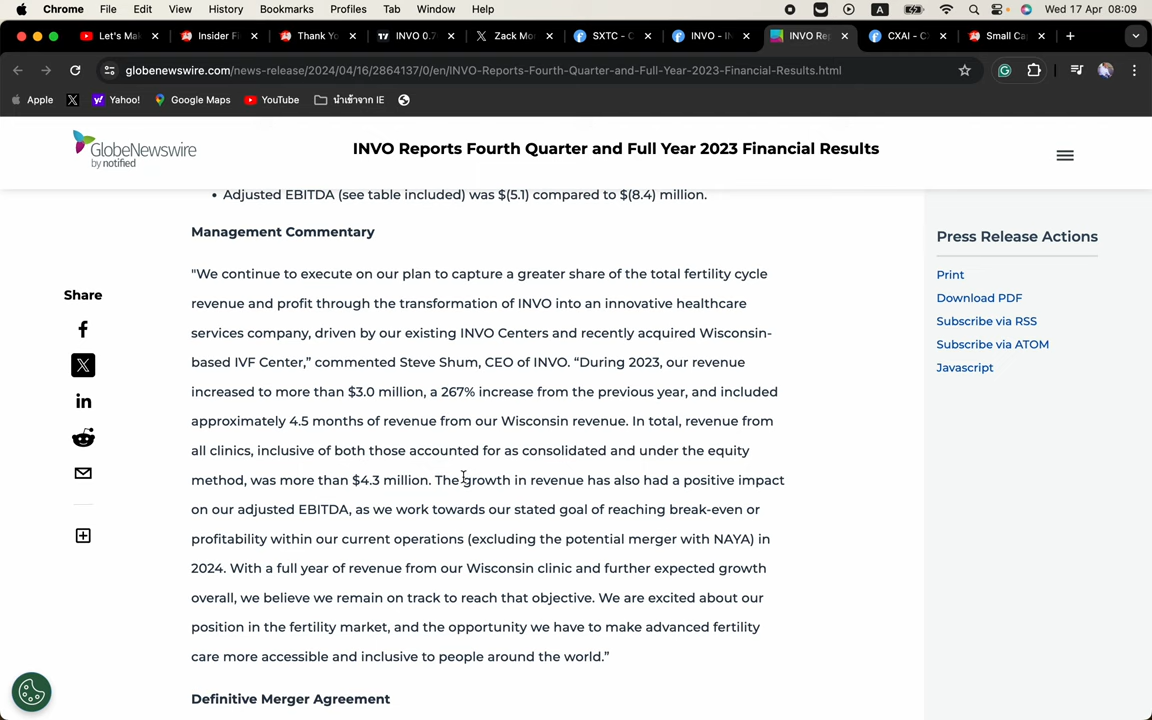 Chrome File Edit View History Bookmarks Profiles Tab Window Help A Wed 17 Apr 08:09
Let's Mak Insider Fi Thank Yo INVO 0.7 Zack Mo SXTC - C INVO - IN INVO Rep CXAI - C Small Ca
globenewswire.com/news-release/2024/04/16/2864137/0/en/INVO-Reports-Fourth-Quarter-and-Full-Year-2023-Financial-Results.html
Apple Yahoo! Google Maps YouTube นำเข้าจาก IE
GlobeNewswire
by notified
INVO Reports Fourth Quarter and Full Year 2023 Financial Results
• Adjusted EBITDA (see table included) was $(5.1) compared to $(8.4) million.
Management Commentary
"We continue to execute on our plan to capture a greater share of the total fertility cycle
revenue and profit through the transformation of INVO into an innovative healthcare
services company, driven by our existing INVO Centers and recently acquired Wisconsin-
based IVF Center,” commented Steve Shum, CEO of INVO. “During 2023, our revenue
increased to more than $3.0 million, a 267% increase from the previous year, and included
approximately 4.5 months of revenue from our Wisconsin revenue. In total, revenue from
all clinics, inclusive of both those accounted for as consolidated and under the equity
method, was more than $4.3 million. The growth in revenue has also had a positive impact
on our adjusted EBITDA, as we work towards our stated goal of reaching break-even or
profitability within our current operations (excluding the potential merger with NAYA) in
2024. With a full year of revenue from our Wisconsin clinic and further expected growth
overall, we believe we remain on track to reach that objective. We are excited about our
position in the fertility market, and the opportunity we have to make advanced fertility
care more accessible and inclusive to people around the world.”
Definitive Merger Agreement
Share
Press Release Actions
Print
Download PDF
Subscribe via RSS
Subscribe via ATOM
Javascript